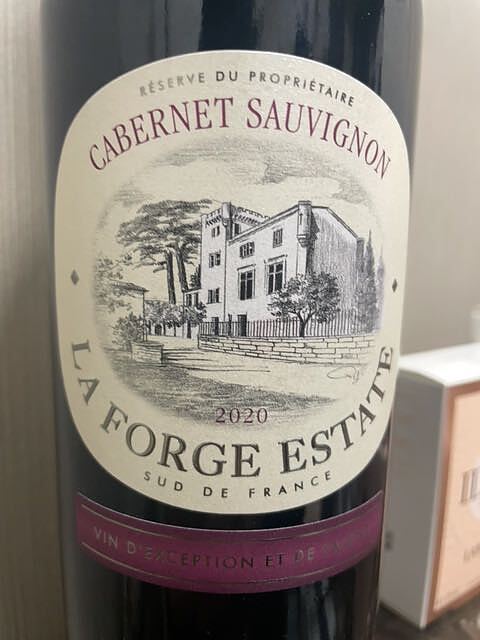 RÉSERVE DU PROPRIÉTAIRE
CABERNET SAUVIGNON
2020
LA FORGE ESTATE
SUD DE FRANCE
VIN D'EXCEPTION ET DE